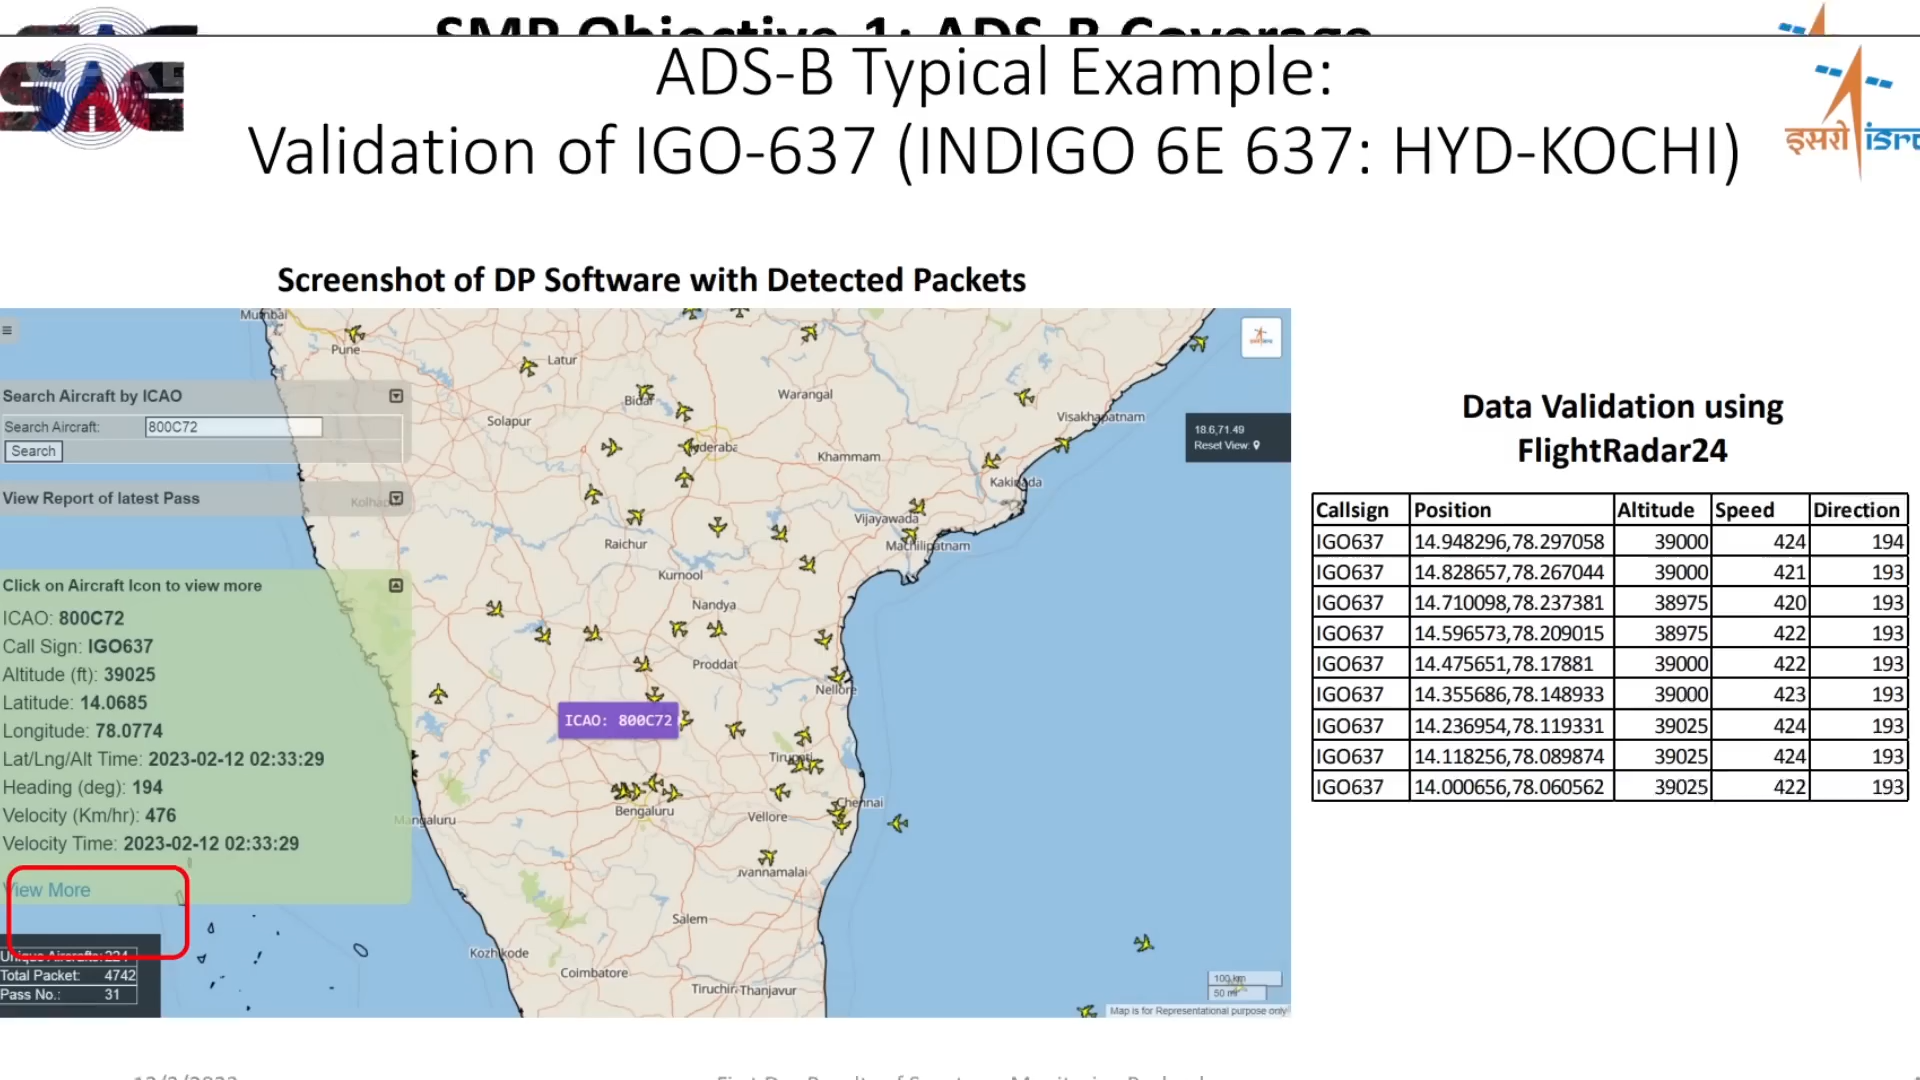 SMP Objective-1: ADS-B Coverage
ADS-B Typical Example:
Validation of IGO-637 (INDIGO 6E 637: HYD-KOCHI)
इसरो isro
Screenshot of DP Software with Detected Packets
Mumbai
Pune
Latur
Bidar
Warangal
Solapur
Visakhapatnam
Khammam
Kakinada
Vijayawada
Machilipatnam
Raichur
Kurnool
Nandya
Proddat
Nellore
Bengaluru
Vellore
Chennai
Mangaluru
Salem
Kozhikode
Coimbatore
Thanjavur
Search Aircraft by ICAO
Search Aircraft: 800C72
Search
View Report of latest Pass
Click on Aircraft Icon to view more
ICAO: 800C72
Call Sign: IGO637
Altitude (ft): 39025
Latitude: 14.0685
Longitude: 78.0774
Lat/Lng/Alt Time: 2023-02-12 02:33:29
Heading (deg): 194
Velocity (Km/hr): 476
Velocity Time: 2023-02-12 02:33:29
View More
Unique Aircrafts: 224
Total Packet: 4742
Pass No.: 31
ICAO: 800C72
18.6,71.49
Reset View:
100 km
50 mi
Map is for Representational purpose only
Data Validation using
FlightRadar24
Callsign Position Altitude Speed Direction
IGO637 14.948296,78.297058 39000 424 194
IGO637 14.828657,78.267044 39000 421 193
IGO637 14.710098,78.237381 38975 420 193
IGO637 14.596573,78.209015 38975 422 193
IGO637 14.475651,78.17881 39000 422 193
IGO637 14.355686,78.148933 39000 423 193
IGO637 14.236954,78.119331 39025 424 193
IGO637 14.118256,78.089874 39025 424 193
IGO637 14.000656,78.060562 39025 422 193